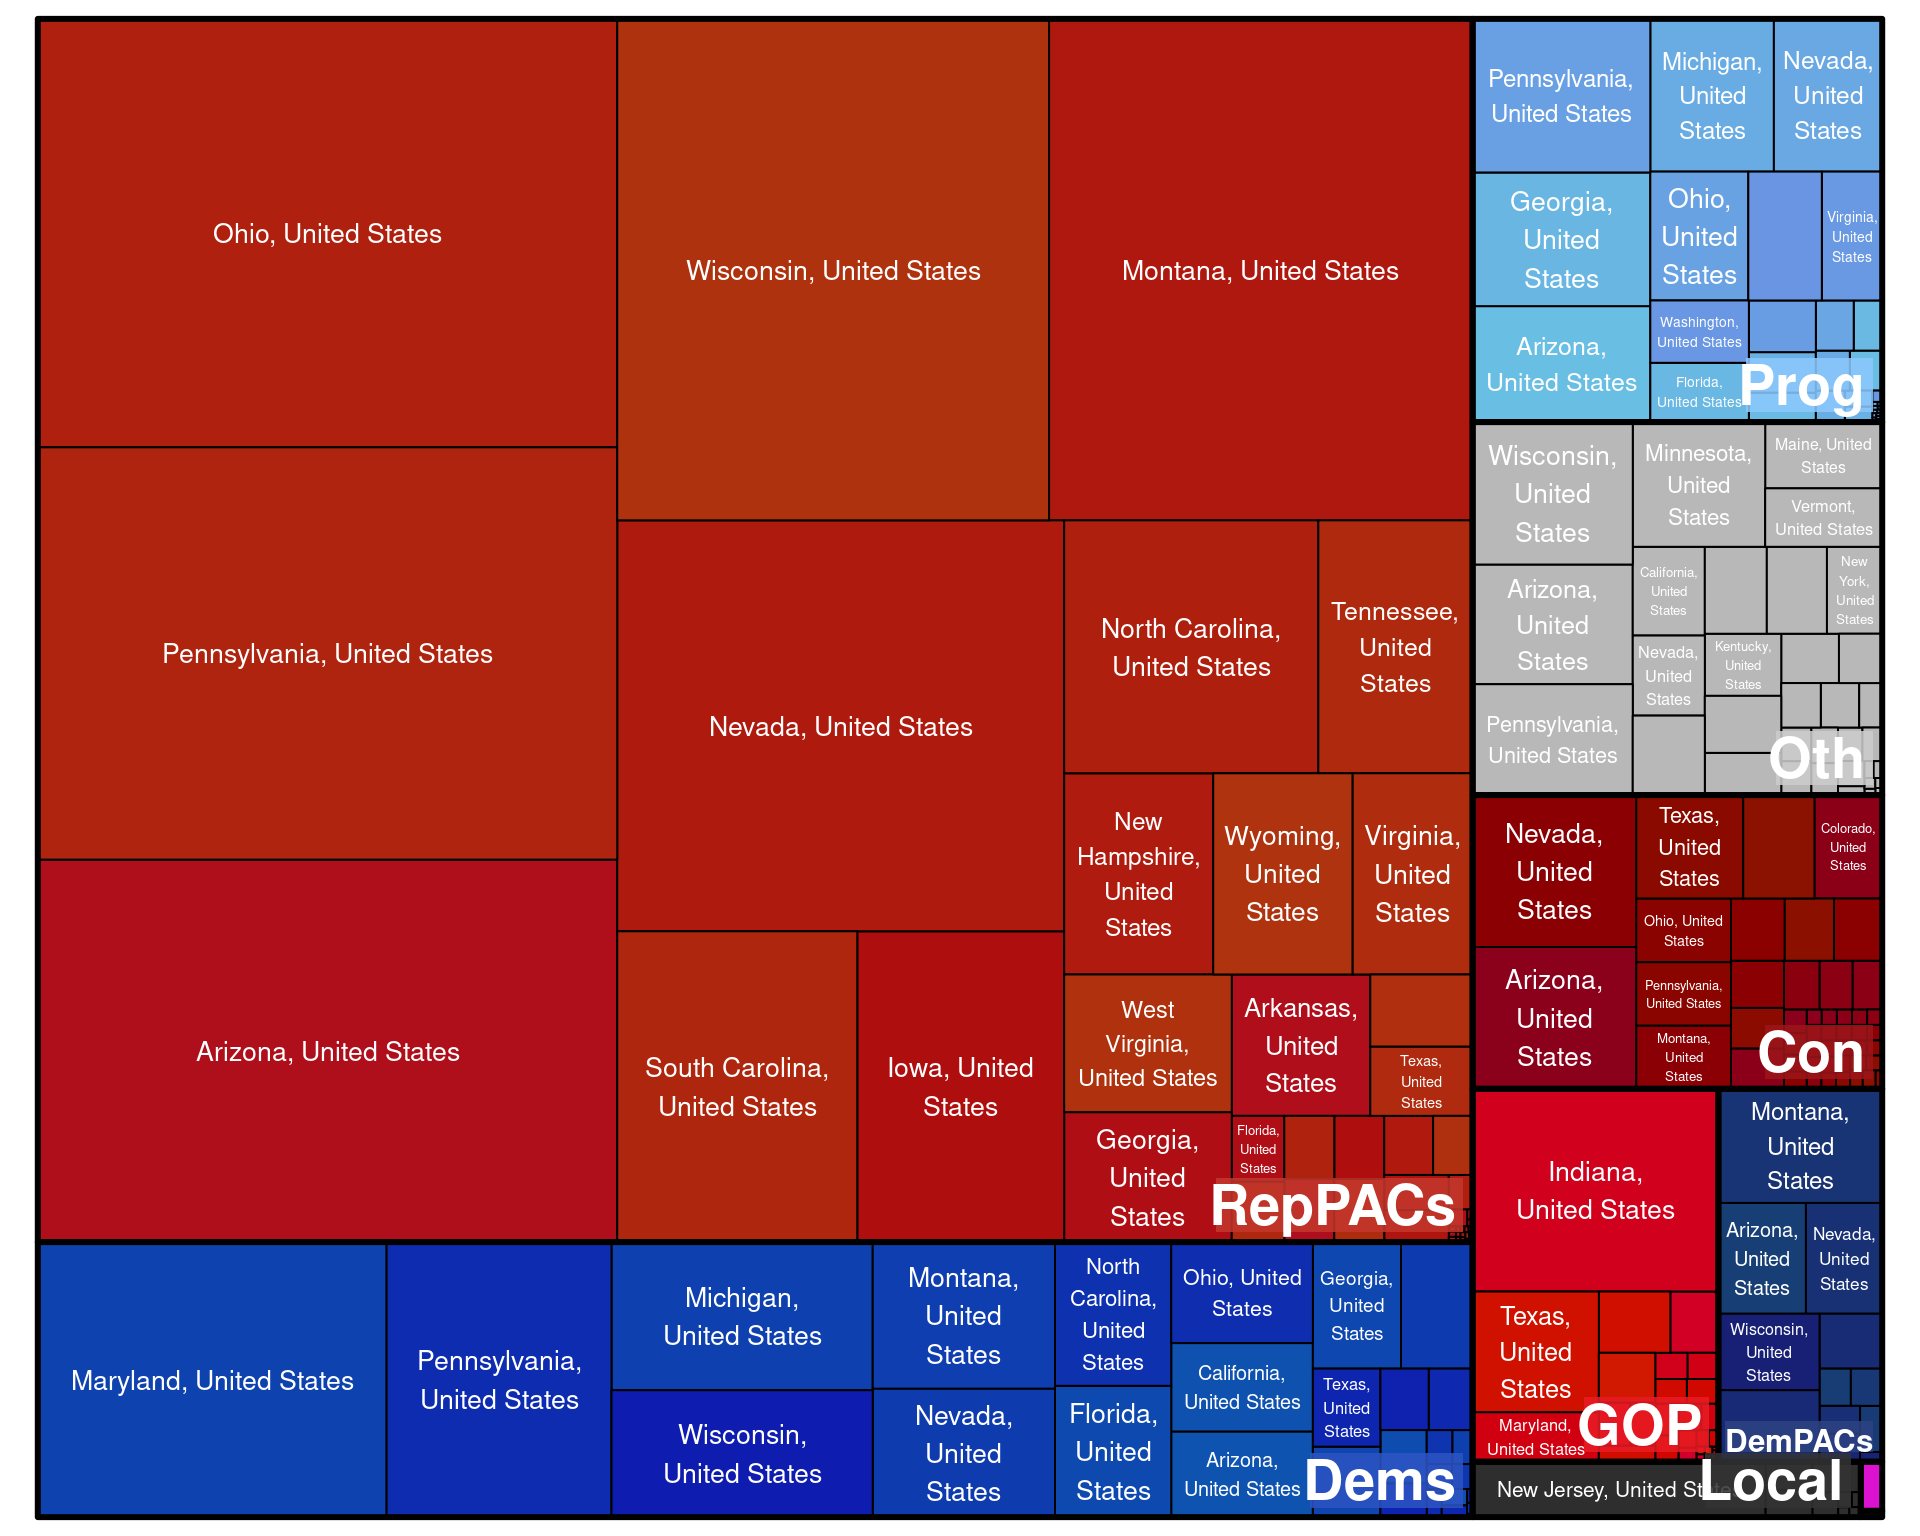 Ohio, United States
Pennsylvania, United States
Arizona, United States
Wisconsin, United States
Montana, United States
Nevada, United States
South Carolina,
United States
Iowa, United
States
North Carolina,
United States
Tennessee,
United
States
New
Hampshire,
United
States
Wyoming,
United
States
Virginia,
United
States
West
Virginia,
United States
Arkansas,
United
States
Texas,
United
States
Georgia,
United
States
Florida,
United
States
RepPACs
Maryland, United States
Pennsylvania,
United States
Michigan,
United States
Wisconsin,
United States
Montana,
United
States
Nevada,
United
States
North
Carolina,
United
States
Florida,
United
States
Ohio, United
States
California,
United States
Arizona,
United States
Georgia,
United
States
Texas,
United
States
Dems
Pennsylvania,
United States
Michigan,
United
States
Nevada,
United
States
Georgia,
United
States
Ohio,
United
States
Virginia,
United
States
Arizona,
United States
Washington,
United States
Florida,
United States
Prog
Wisconsin,
United
States
Minnesota,
United
States
Maine, United
States
Vermont,
United States
Arizona,
United
States
California,
United
States
New
York,
United
States
Nevada,
United
States
Kentucky,
United
States
Pennsylvania,
United States
Oth
Nevada,
United
States
Texas,
United
States
Colorado,
United
States
Ohio, United
States
Arizona,
United
States
Pennsylvania,
United States
Montana,
United
States
Con
Indiana,
United States
Texas,
United
States
Maryland,
United States
GOP
Montana,
United
States
Arizona,
United
States
Nevada,
United
States
Wisconsin,
United
States
DemPACs
New Jersey, United States
Local